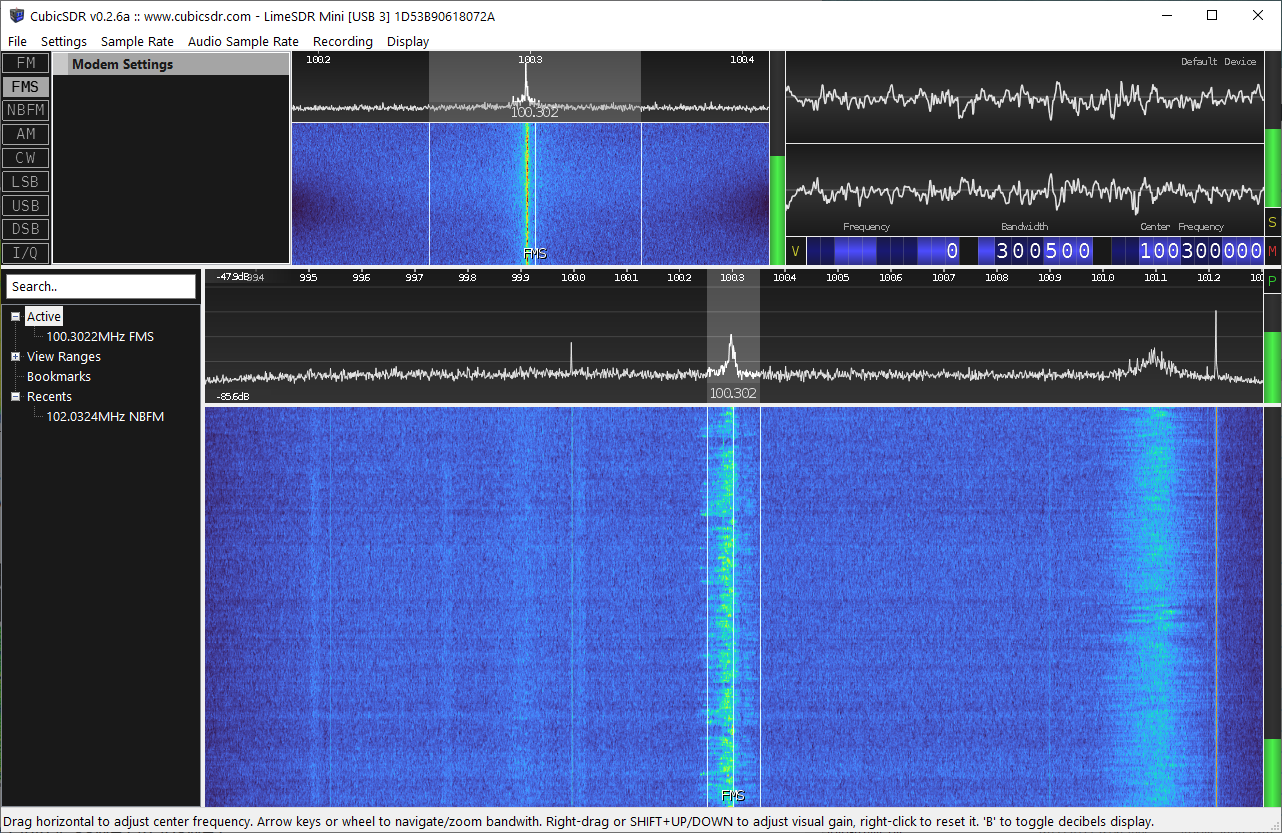 CubicSDR v0.2.6a :: www.cubicsdr.com - LimeSDR Mini [USB 3] 1D53B90618072A
File Settings Sample Rate Audio Sample Rate Recording Display
FM
FMS
NBFM
AM
CW
LSB
USB
DSB
I/Q
Modem Settings
100.2 100.3 100.4
100.302
FMS
Default Device
Frequency Bandwidth Center Frequency
V 0 300500 100300000
S
M
P
Search..
Active
100.3022MHz FMS
View Ranges
Bookmarks
Recents
102.0324MHz NBFM
-47.9dB 99.4 99.5 99.6 99.7 99.8 99.9 100.0 100.1 100.2 100.3 100.4 100.5 100.6 100.7 100.8 100.9 101.0 101.1 101.2
-85.6dB
100.302
FMS
Drag horizontal to adjust center frequency. Arrow keys or wheel to navigate/zoom bandwith. Right-drag or SHIFT+UP/DOWN to adjust visual gain, right-click to reset it. 'B' to toggle decibels display.